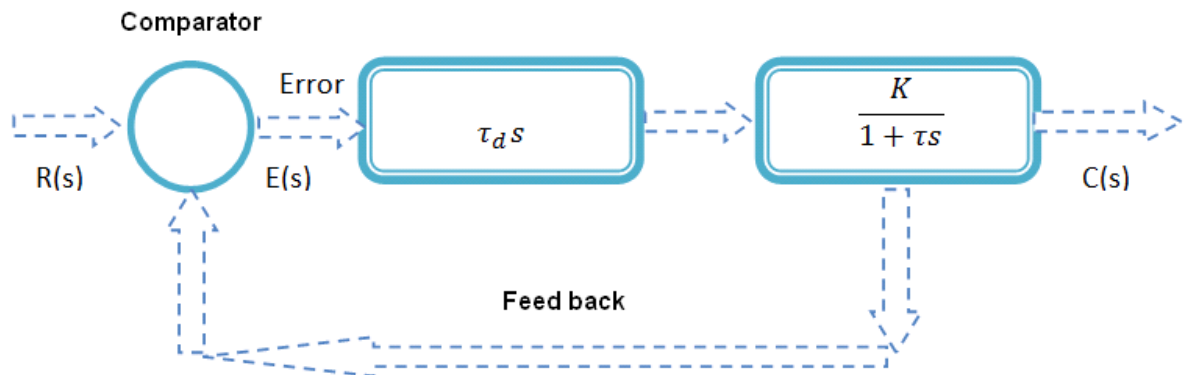 Comparator
Error
τ_d s
K
1 + τs
R(s)
E(s)
C(s)
Feed back